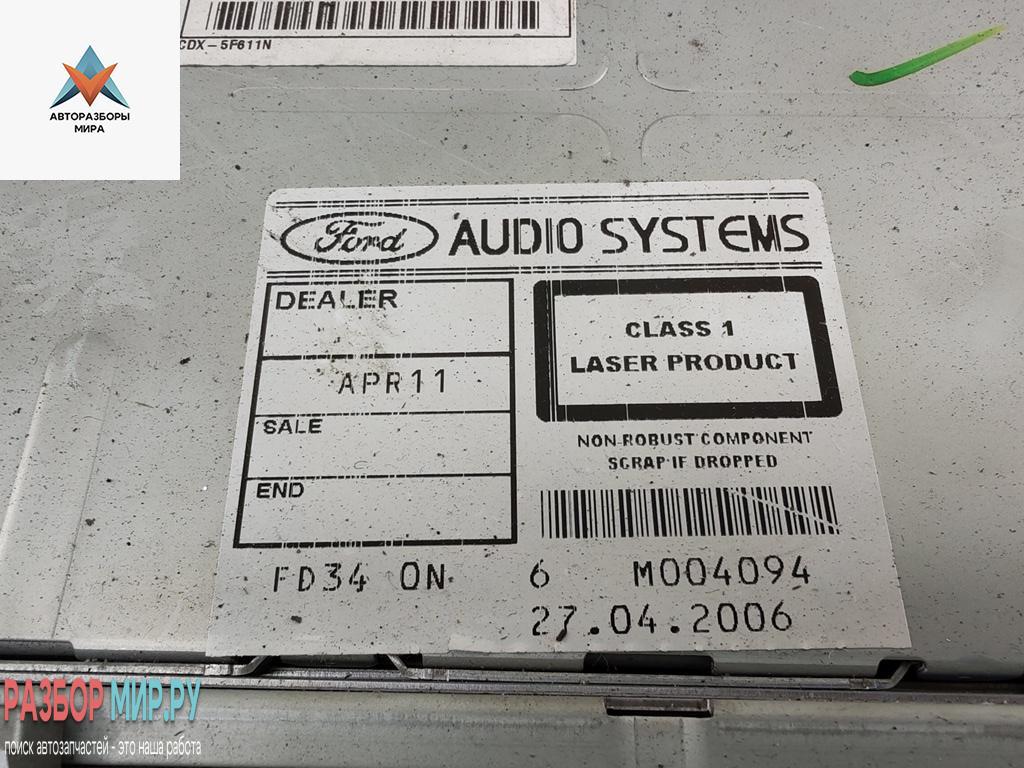 CDX-5F611N
АВТОРАЗБОРЫ
МИРА
Ford AUDIO SYSTEMS
DEALER
APR11
SALE
END
CLASS 1
LASER PRODUCT
NON-ROBUST COMPONENT
SCRAP IF DROPPED
FD34 0N 6 M004094
27.04.2006
РАЗБОР МИР.РУ
поиск автозапчастей - это наша работа